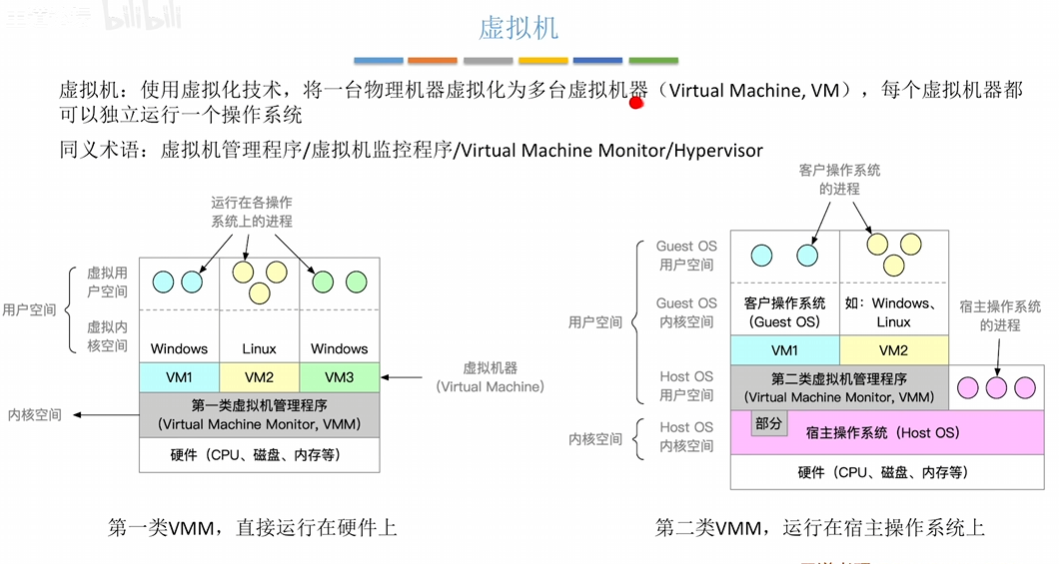 bilibili
虚拟机
虚拟机：使用虚拟化技术，将一台物理机器虚拟化为多台虚拟机器（Virtual Machine, VM），每个虚拟机器都
可以独立运行一个操作系统
同义术语：虚拟机管理程序/虚拟机监控程序/Virtual Machine Monitor/Hypervisor
运行在各操作
系统上的进程
用户空间
虚拟用
户空间
虚拟内
核空间
Windows
Linux
Windows
VM1
VM2
VM3
虚拟机器
（Virtual Machine）
内核空间
第一类虚拟机管理程序
（Virtual Machine Monitor, VMM）
硬件（CPU、磁盘、内存等）
第一类VMM，直接运行在硬件上
客户操作系统
的进程
用户空间
Guest OS
用户空间
Guest OS
内核空间
客户操作系统
（Guest OS）
如：Windows、
Linux
宿主操作系统
的进程
VM1
VM2
Host OS
用户空间
第二类虚拟机管理程序
（Virtual Machine Monitor, VMM）
内核空间
Host OS
内核空间
部分
宿主操作系统（Host OS）
硬件（CPU、磁盘、内存等）
第二类VMM，运行在宿主操作系统上